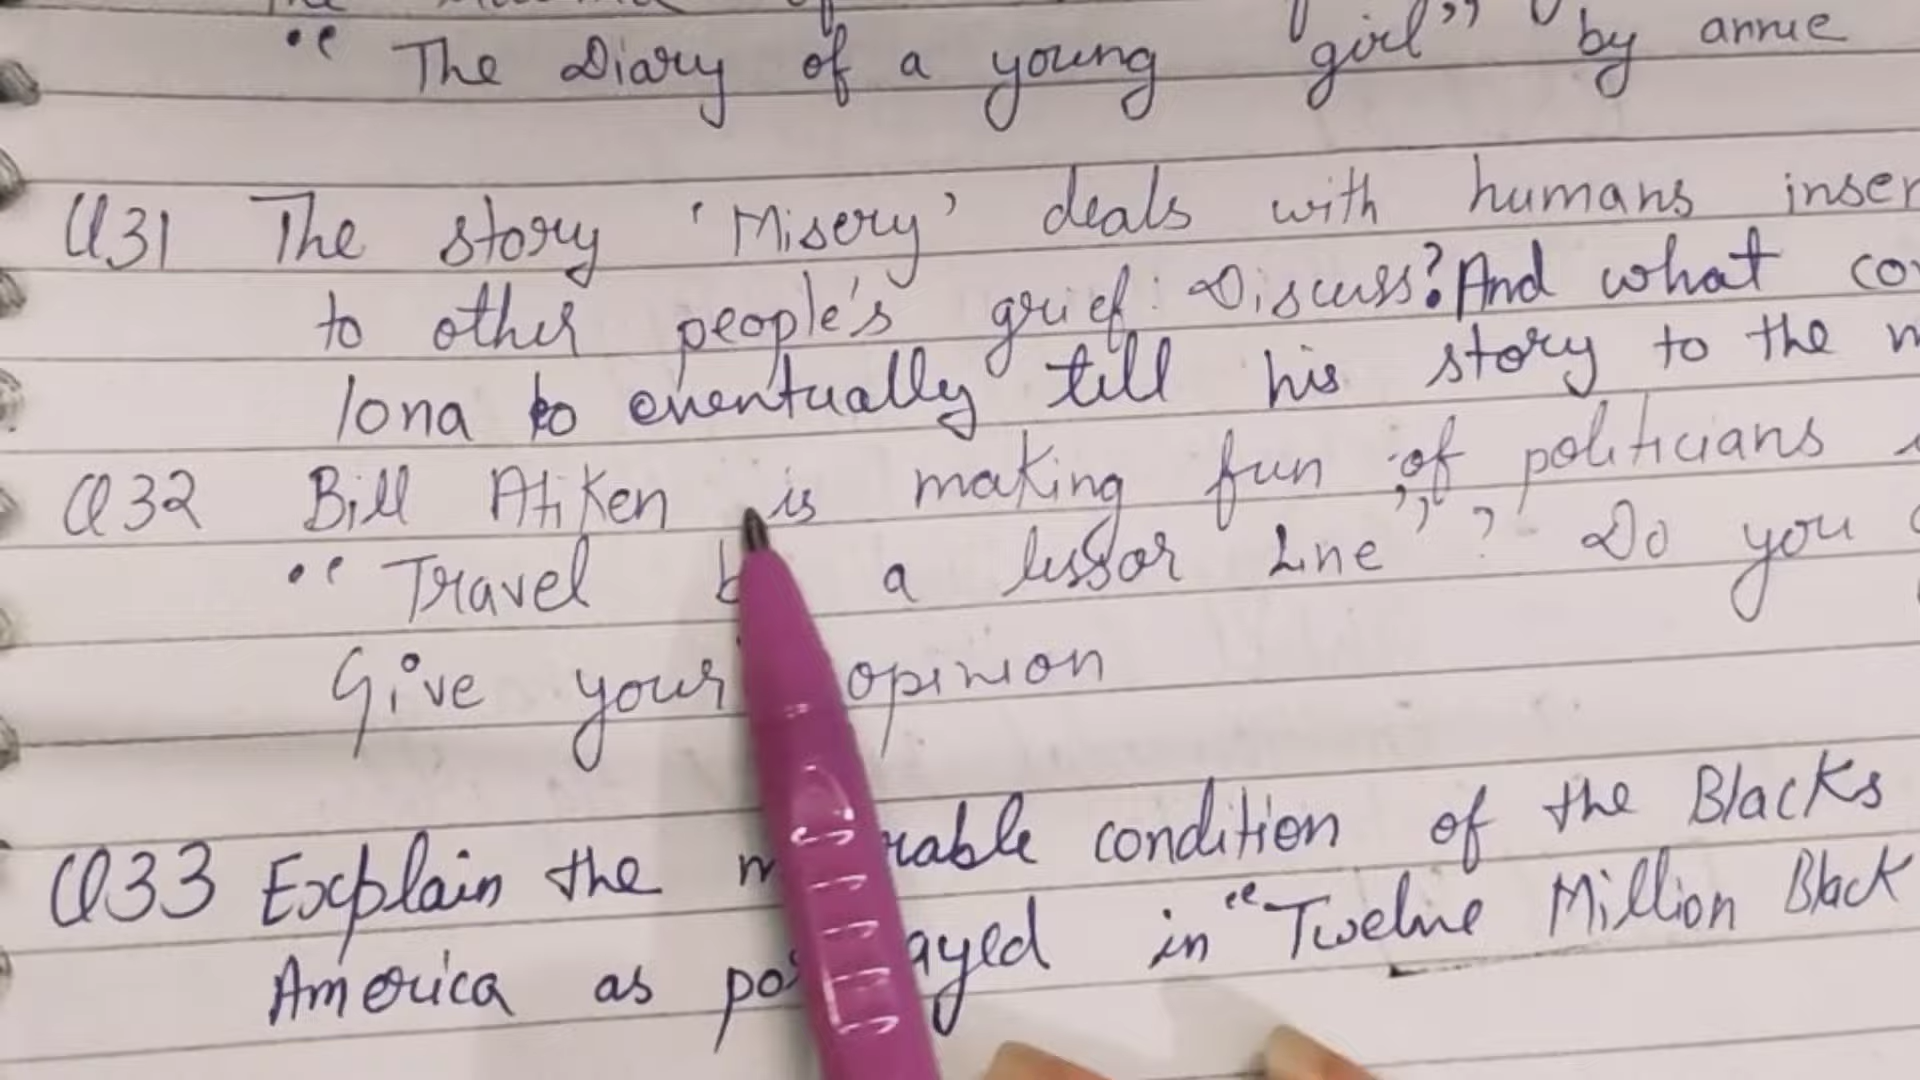 “ The Diary of a young girl” by annie
Q31 The story ‘Misery’ deals with humans
to other people's grief. Discuss? And what
Iona to eventually till his story to the
Q32 Bill Atiken is making fun of politicians
“ Travel a lessor Line” ? Do you
Give your opinion
Q33 Explain the condition of the Blacks
America as in “Twelve Million Black